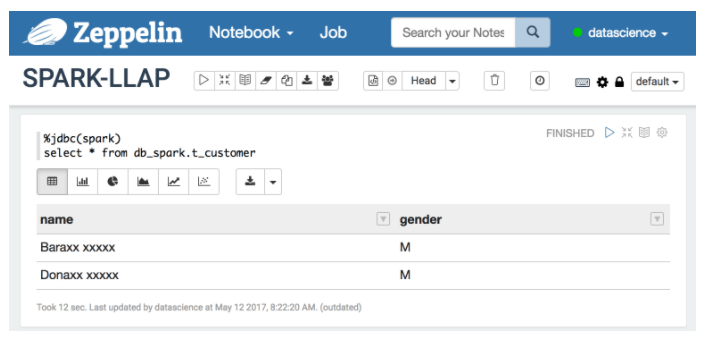 Zeppelin Notebook Job Search your Notes datascience
SPARK-LLAP Head default
%jdbc(spark) FINISHED
select * from db_spark.t_customer
name gender
Baraxx xxxxx M
Donaxx xxxxx M
Took 12 sec. Last updated by datascience at May 12 2017, 8:22:20 AM. (outdated)